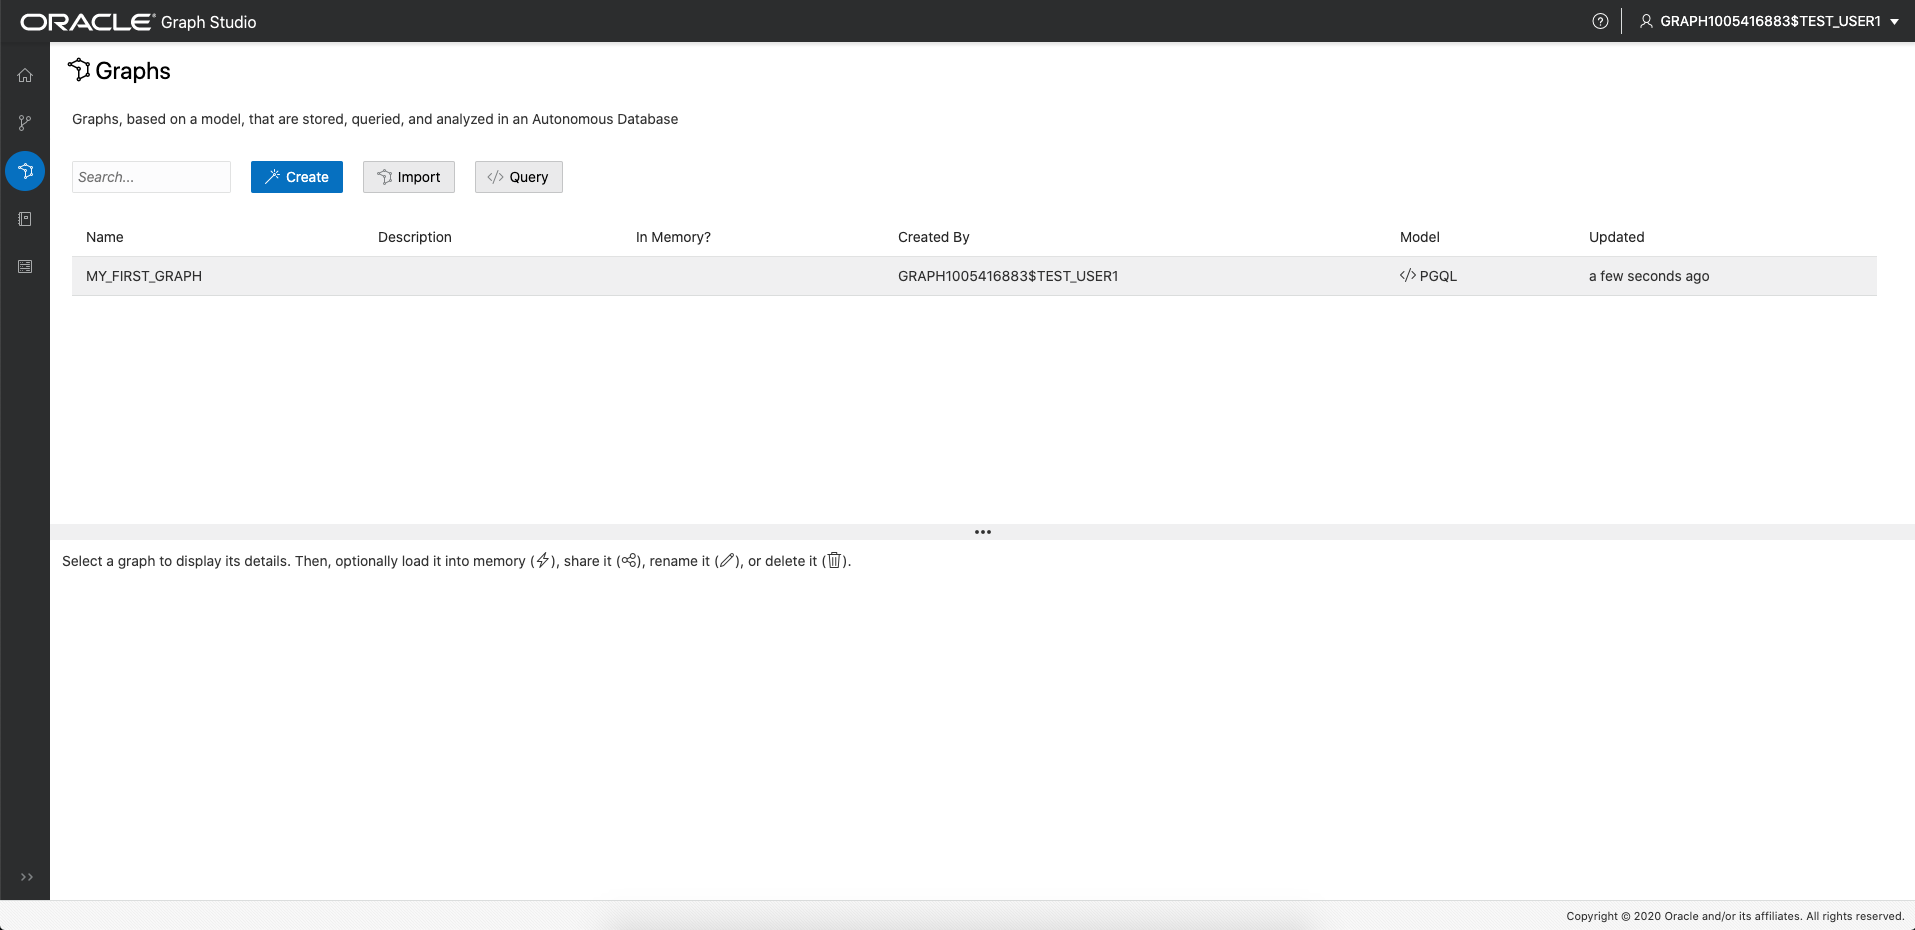 ORACLE® Graph Studio
GRAPH1005416883$TEST_USER1
Graphs
Graphs, based on a model, that are stored, queried, and analyzed in an Autonomous Database
Search... Create Import </> Query
Name Description In Memory? Created By Model Updated
MY_FIRST_GRAPH GRAPH1005416883$TEST_USER1 </> PGQL a few seconds ago
Select a graph to display its details. Then, optionally load it into memory (), share it (), rename it (), or delete it ().
Copyright © 2020 Oracle and/or its affiliates. All rights reserved.